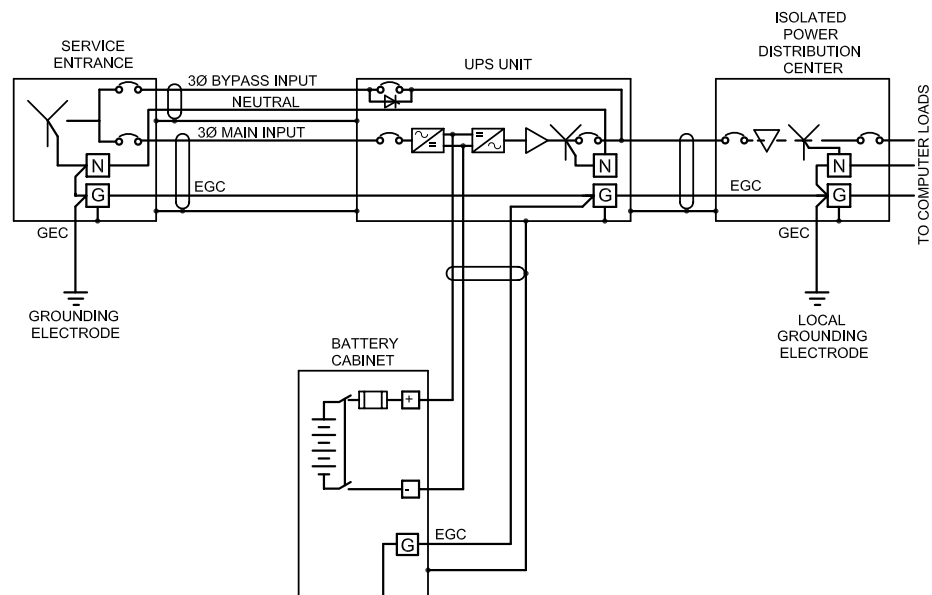 SERVICE
ENTRANCE
3Ø BYPASS INPUT
NEUTRAL
3Ø MAIN INPUT
N
G
EGC
GEC
GROUNDING
ELECTRODE
UPS UNIT
N
G
ISOLATED
POWER
DISTRIBUTION
CENTER
EGC
N
G
GEC
LOCAL
GROUNDING
ELECTRODE
TO COMPUTER LOADS
BATTERY
CABINET
+
-
G
EGC